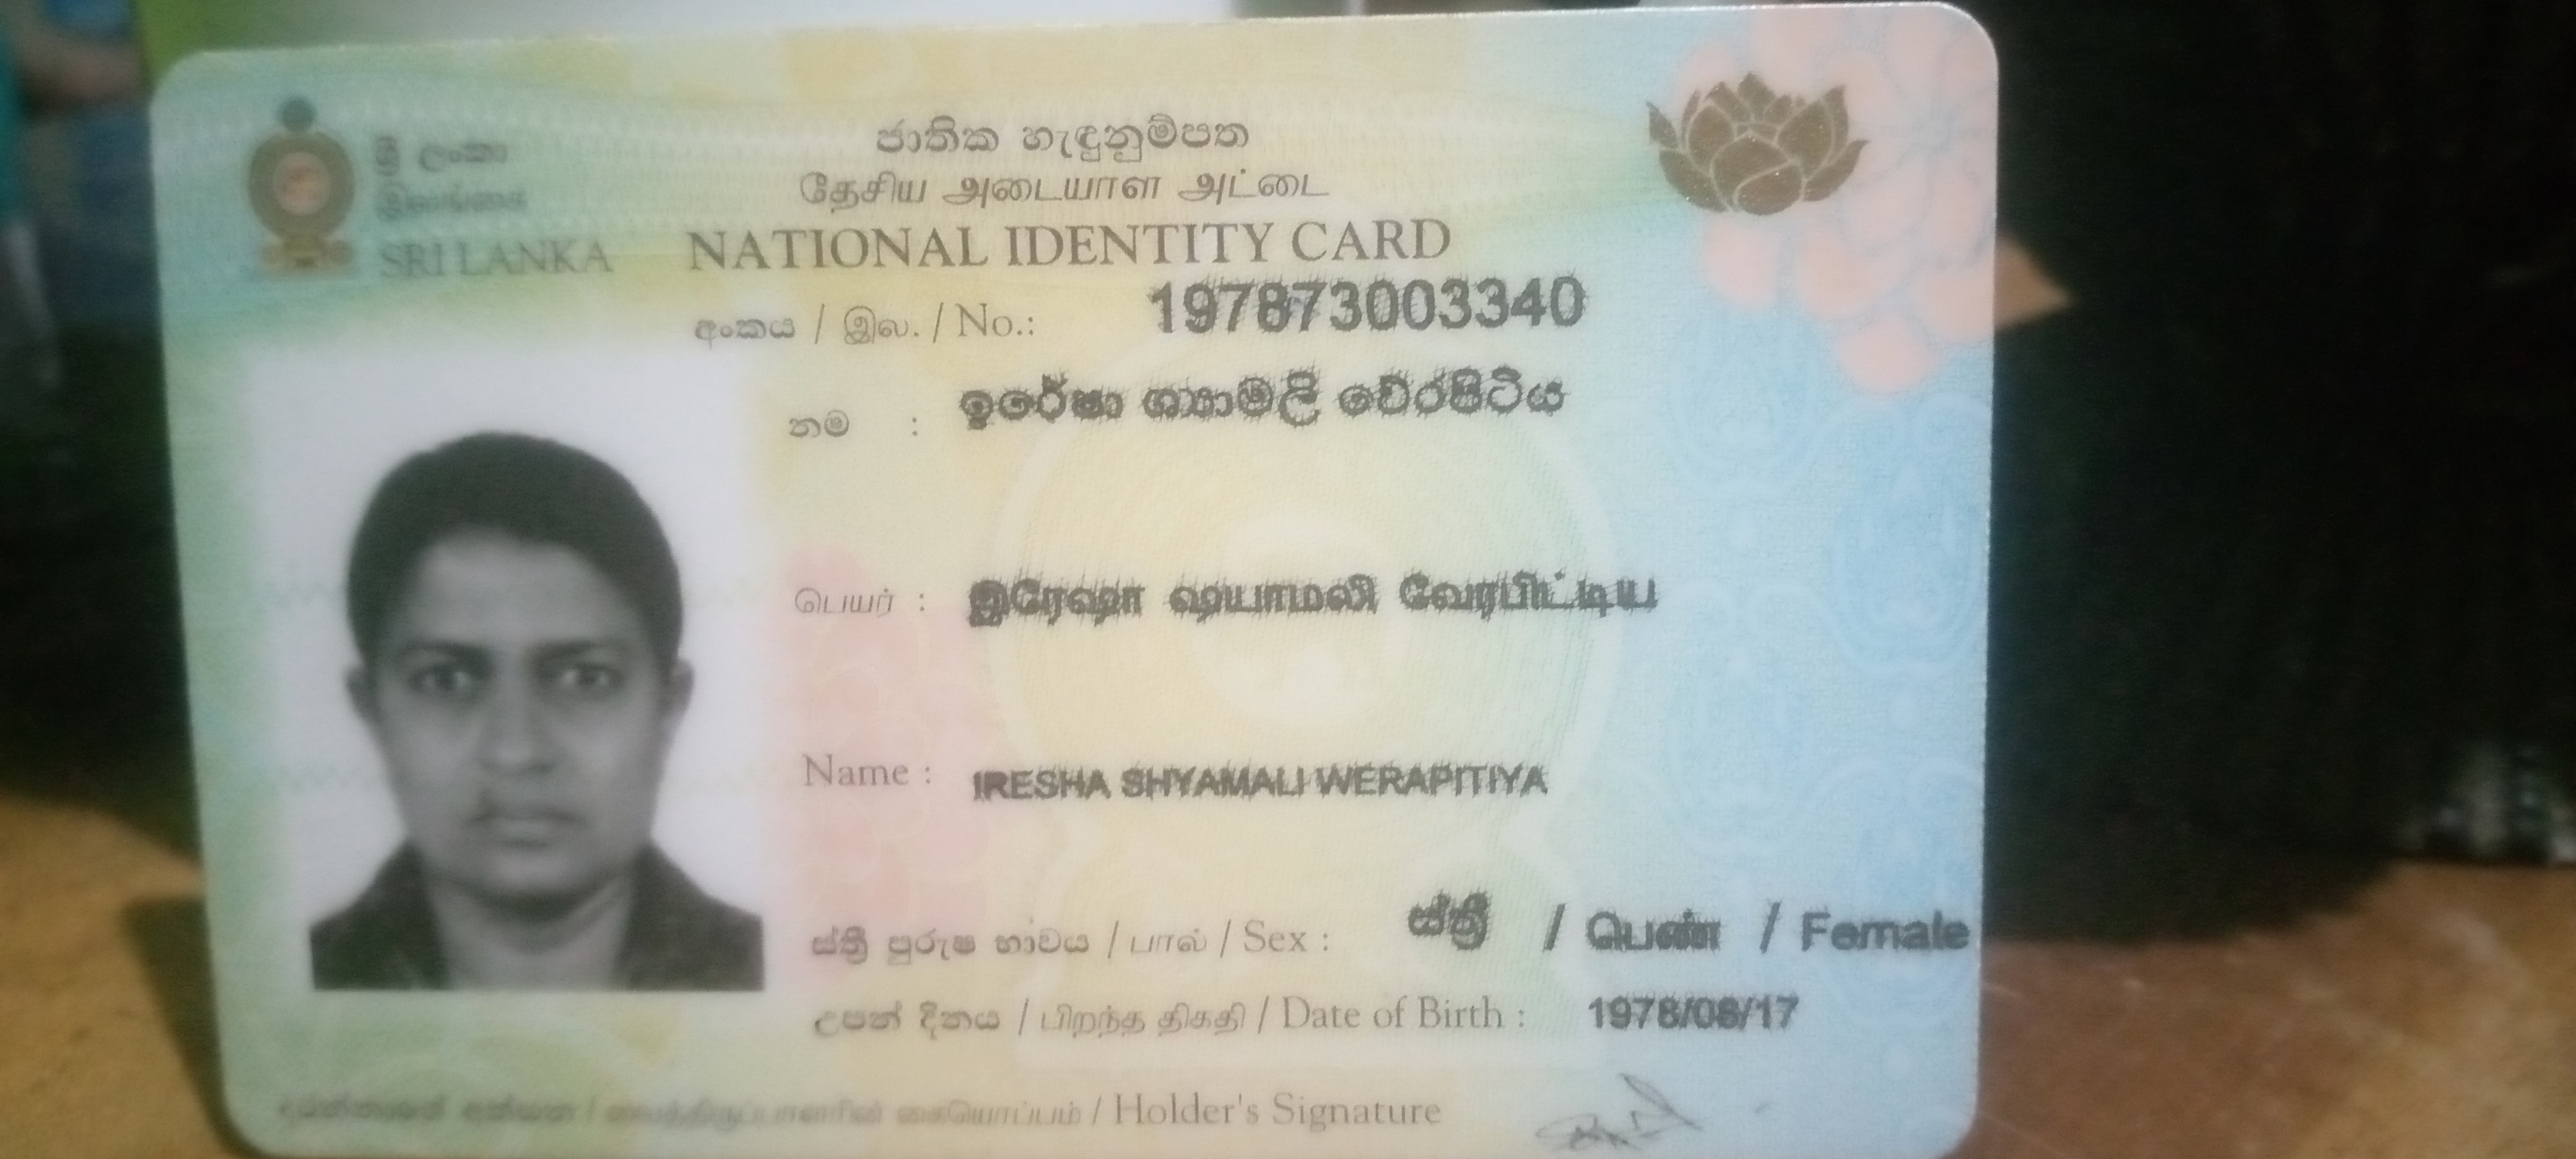 ශ්‍රී ලංකා
இலங்கை
SRI LANKA
ජාතික හැඳුනුම්පත
தேசிய அடையாள அட்டை
NATIONAL IDENTITY CARD
අංකය / இல. / No.: 197873003340
නම : ඉරේෂා ශ්‍යාමලි වේරපිටිය
பெயர் : இரேஷா ஷயாமலி வேரபிட்டிய
Name : IRESHA SHYAMALI WERAPITIYA
ස්ත්‍රී පුරුෂ භාවය / பால் / Sex : ස්ත්‍රී / பெண் / Female
උපන් දිනය / பிறந்த திகதி / Date of Birth : 1978/08/17
/ Holder's Signature